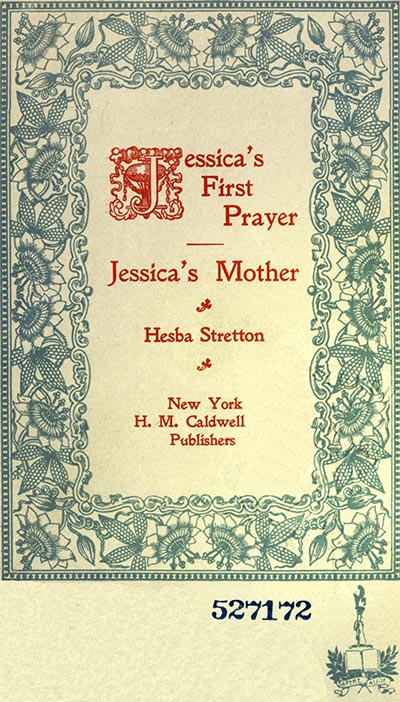 Jessica's
First
Prayer
Jessica's Mother
Hesba Stretton
New York
H. M. Caldwell
Publishers
527172